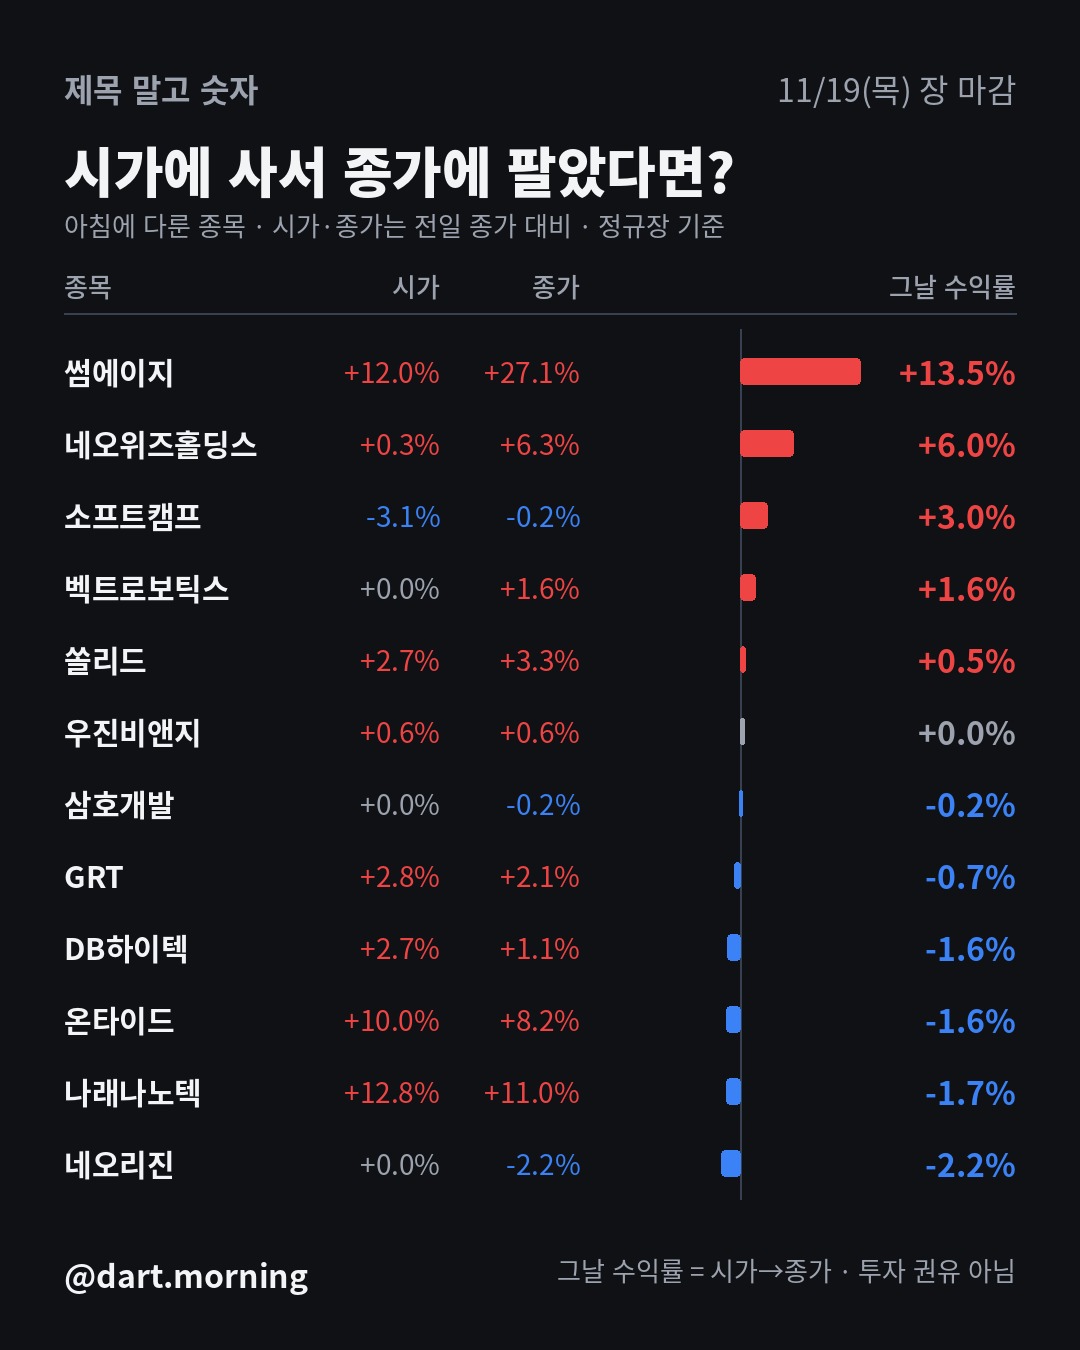 제목 말고 숫자
11/19(목) 장 마감
시가에 사서 종가에 팔았다면?
아침에 다룬 종목 · 시가·종가는 전일 종가 대비 · 정규장 기준
종목 시가 종가 그날 수익률
썸에이지 +12.0% +27.1% +13.5%
네오위즈홀딩스 +0.3% +6.3% +6.0%
소프트캠프 -3.1% -0.2% +3.0%
벡트로보틱스 +0.0% +1.6% +1.6%
쏠리드 +2.7% +3.3% +0.5%
우진비앤지 +0.6% +0.6% +0.0%
삼호개발 +0.0% -0.2% -0.2%
GRT +2.8% +2.1% -0.7%
DB하이텍 +2.7% +1.1% -1.6%
온타이드 +10.0% +8.2% -1.6%
나래나노텍 +12.8% +11.0% -1.7%
네오리진 +0.0% -2.2% -2.2%
@dart.morning
그날 수익률 = 시가→종가 · 투자 권유 아님